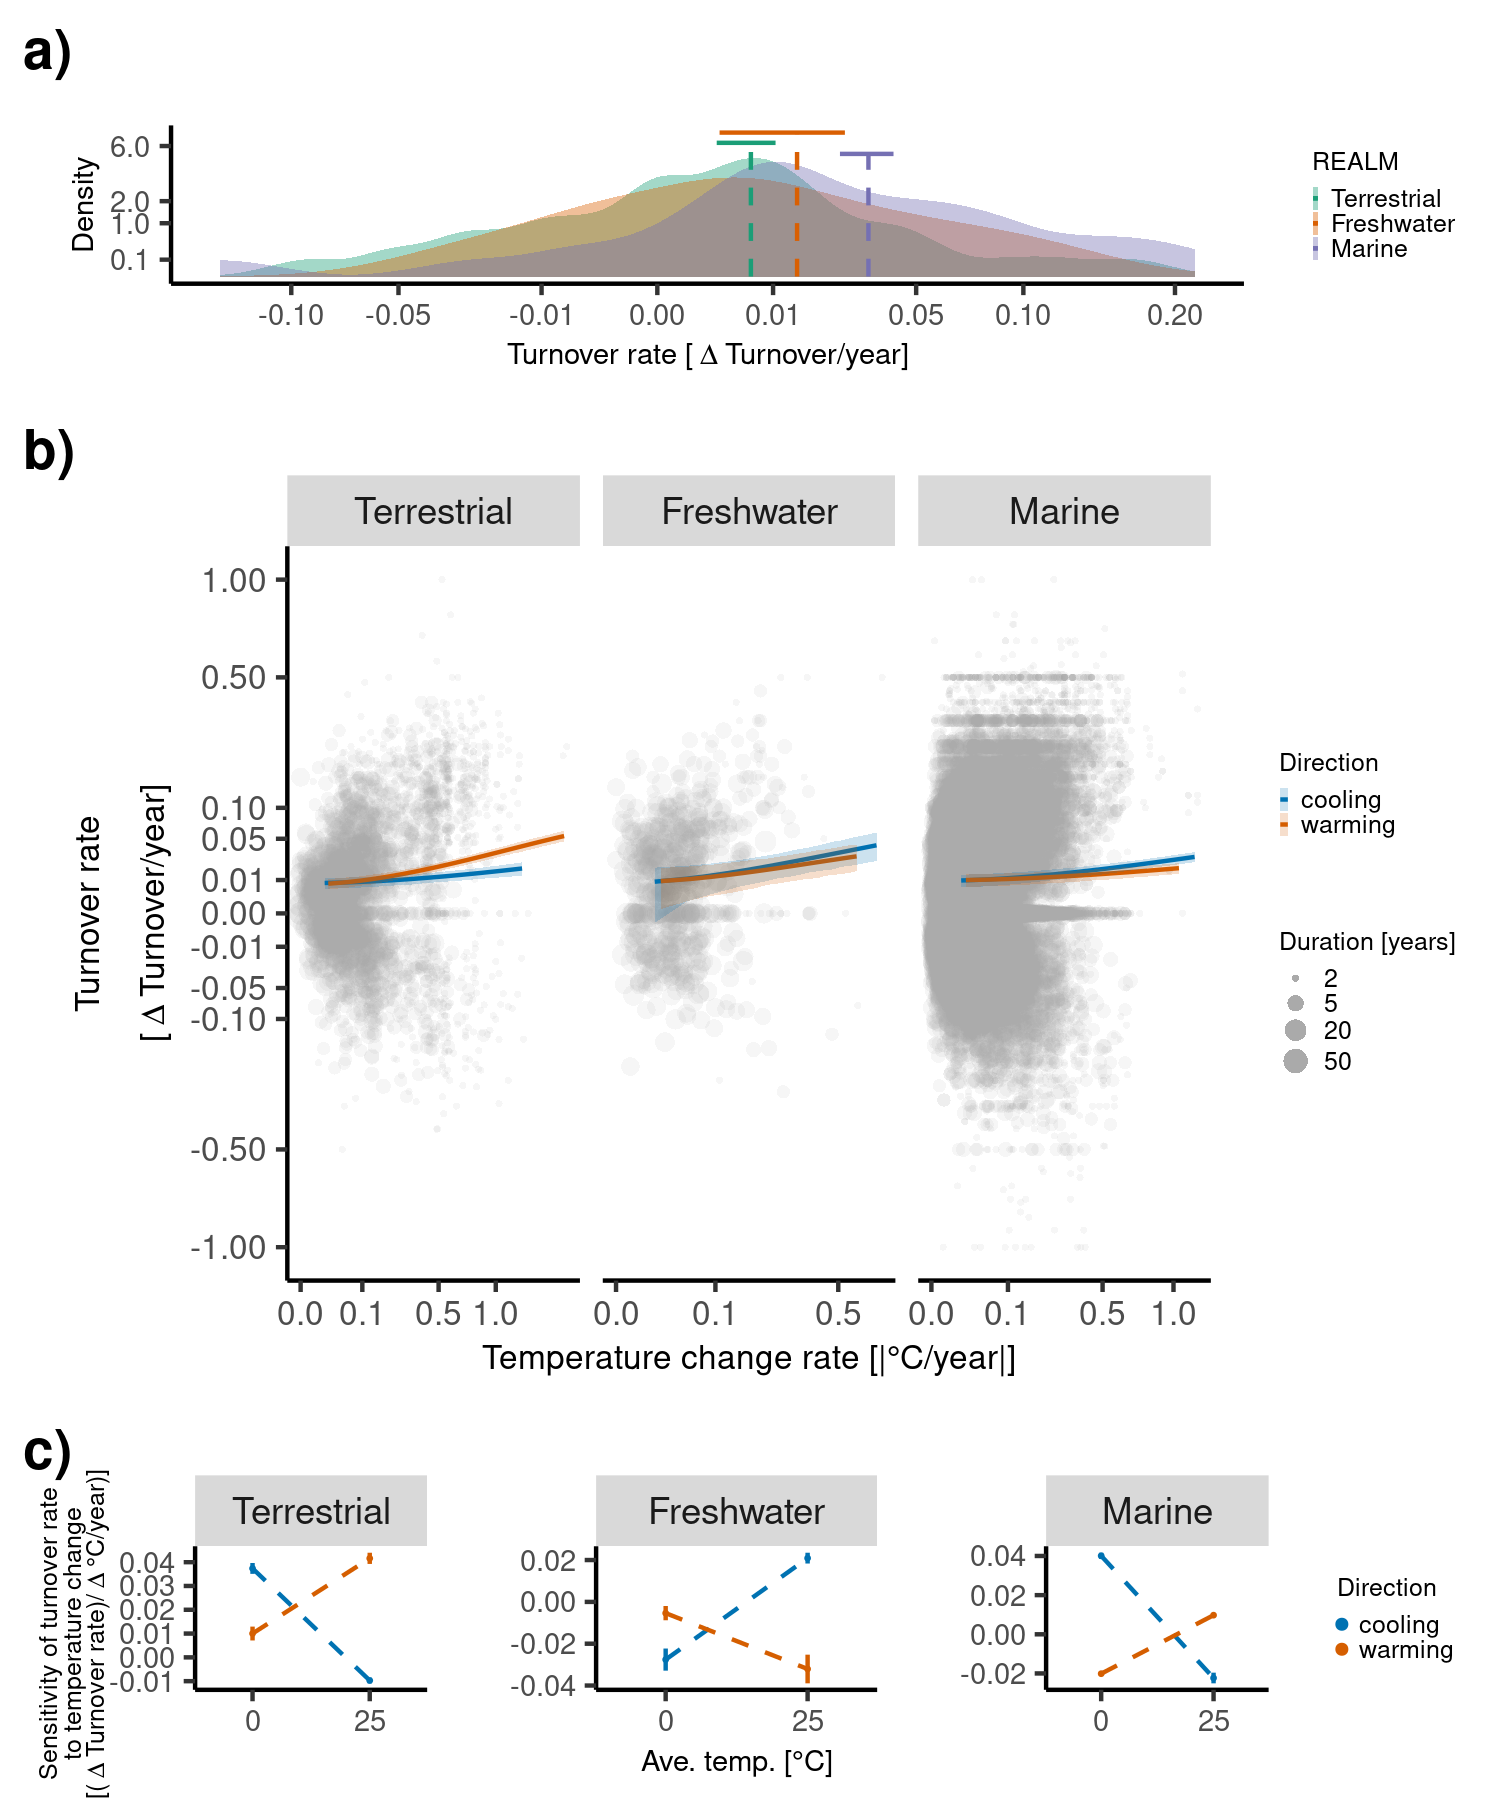 a)
Density
6.0
2.0
1.0
0.1
-0.10 -0.05 -0.01 0.00 0.01 0.05 0.10 0.20
Turnover rate [ Δ Turnover/year]
REALM
Terrestrial
Freshwater
Marine
b)
Terrestrial Freshwater Marine
Turnover rate
[ Δ Turnover/year]
1.00
0.50
0.10
0.05
0.01
0.00
-0.01
-0.05
-0.10
-0.50
-1.00
0.0 0.1 0.5 1.0 0.0 0.1 0.5 0.0 0.1 0.5 1.0
Temperature change rate [|°C/year|]
Direction
cooling
warming
Duration [years]
2
5
20
50
c)
Sensitivity of turnover rate
to temperature change
[( Δ Turnover rate)/ Δ °C/year)]
Terrestrial
0.04
0.03
0.02
0.01
0.00
-0.01
0 25
Freshwater
0.02
0.00
-0.02
-0.04
0 25
Marine
0.04
0.02
0.00
-0.02
0 25
Ave. temp. [°C]
Direction
cooling
warming